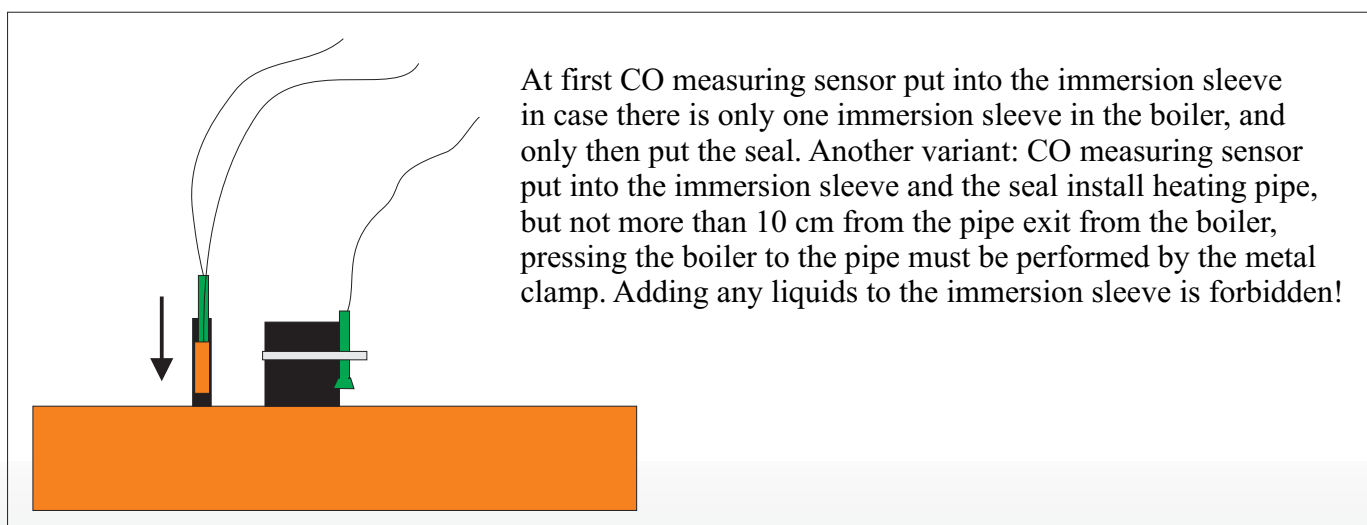 At first CO measuring sensor put into the immersion sleeve
in case there is only one immersion sleeve in the boiler, and
only then put the seal. Another variant: CO measuring sensor
put into the immersion sleeve and the seal install heating pipe,
but not more than 10 cm from the pipe exit from the boiler,
pressing the boiler to the pipe must be performed by the metal
clamp. Adding any liquids to the immersion sleeve is forbidden!